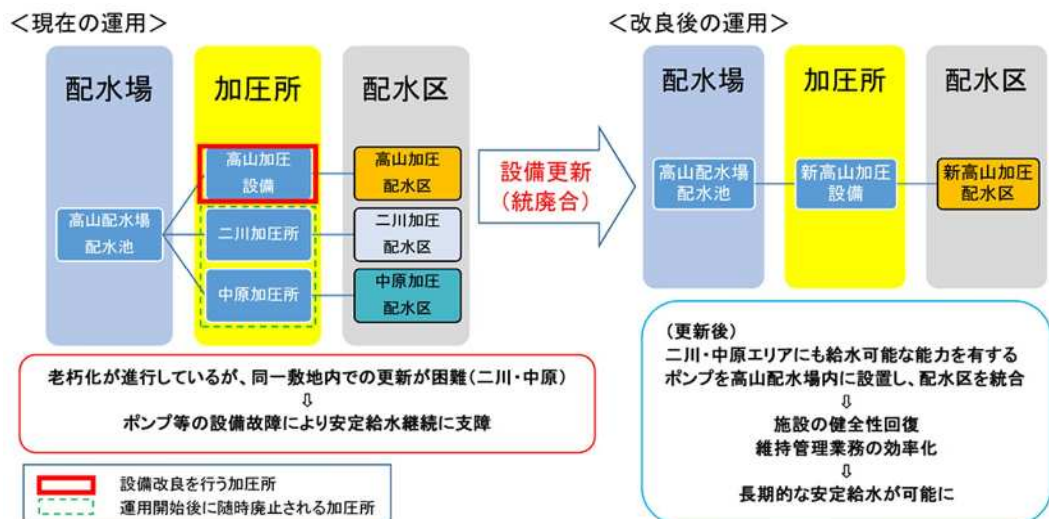 ＜現在の運用＞
配水場
加圧所
配水区
高山配水場
配水池
高山加圧
設備
二川加圧所
中原加圧所
高山加圧
配水区
二川加圧
配水区
中原加圧
配水区
老朽化が進行しているが、同一敷地内での更新が困難（二川・中原）
⇩
ポンプ等の設備故障により安定給水継続に支障
設備改良を行う加圧所
運用開始後に随時廃止される加圧所
設備更新
（統廃合）
＜改良後の運用＞
配水場
加圧所
配水区
高山配水場
配水池
新高山加圧
設備
新高山加圧
配水区
（更新後）
二川・中原エリアにも給水可能な能力を有する
ポンプを高山配水場内に設置し、配水区を統合
⇩
施設の健全性回復
維持管理業務の効率化
⇩
長期的な安定給水が可能に